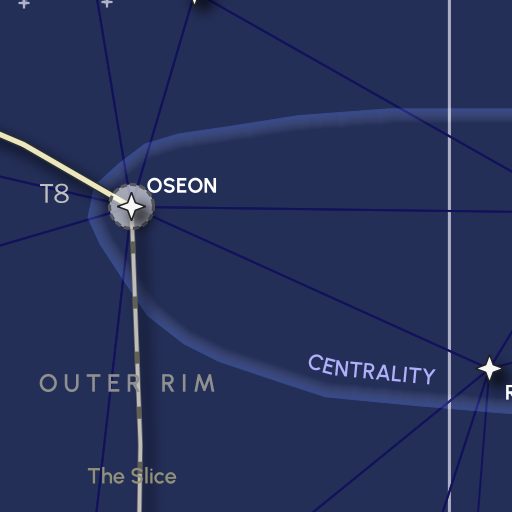 OSEON
T8
CENTRALITY
OUTER RIM
R
The Slice